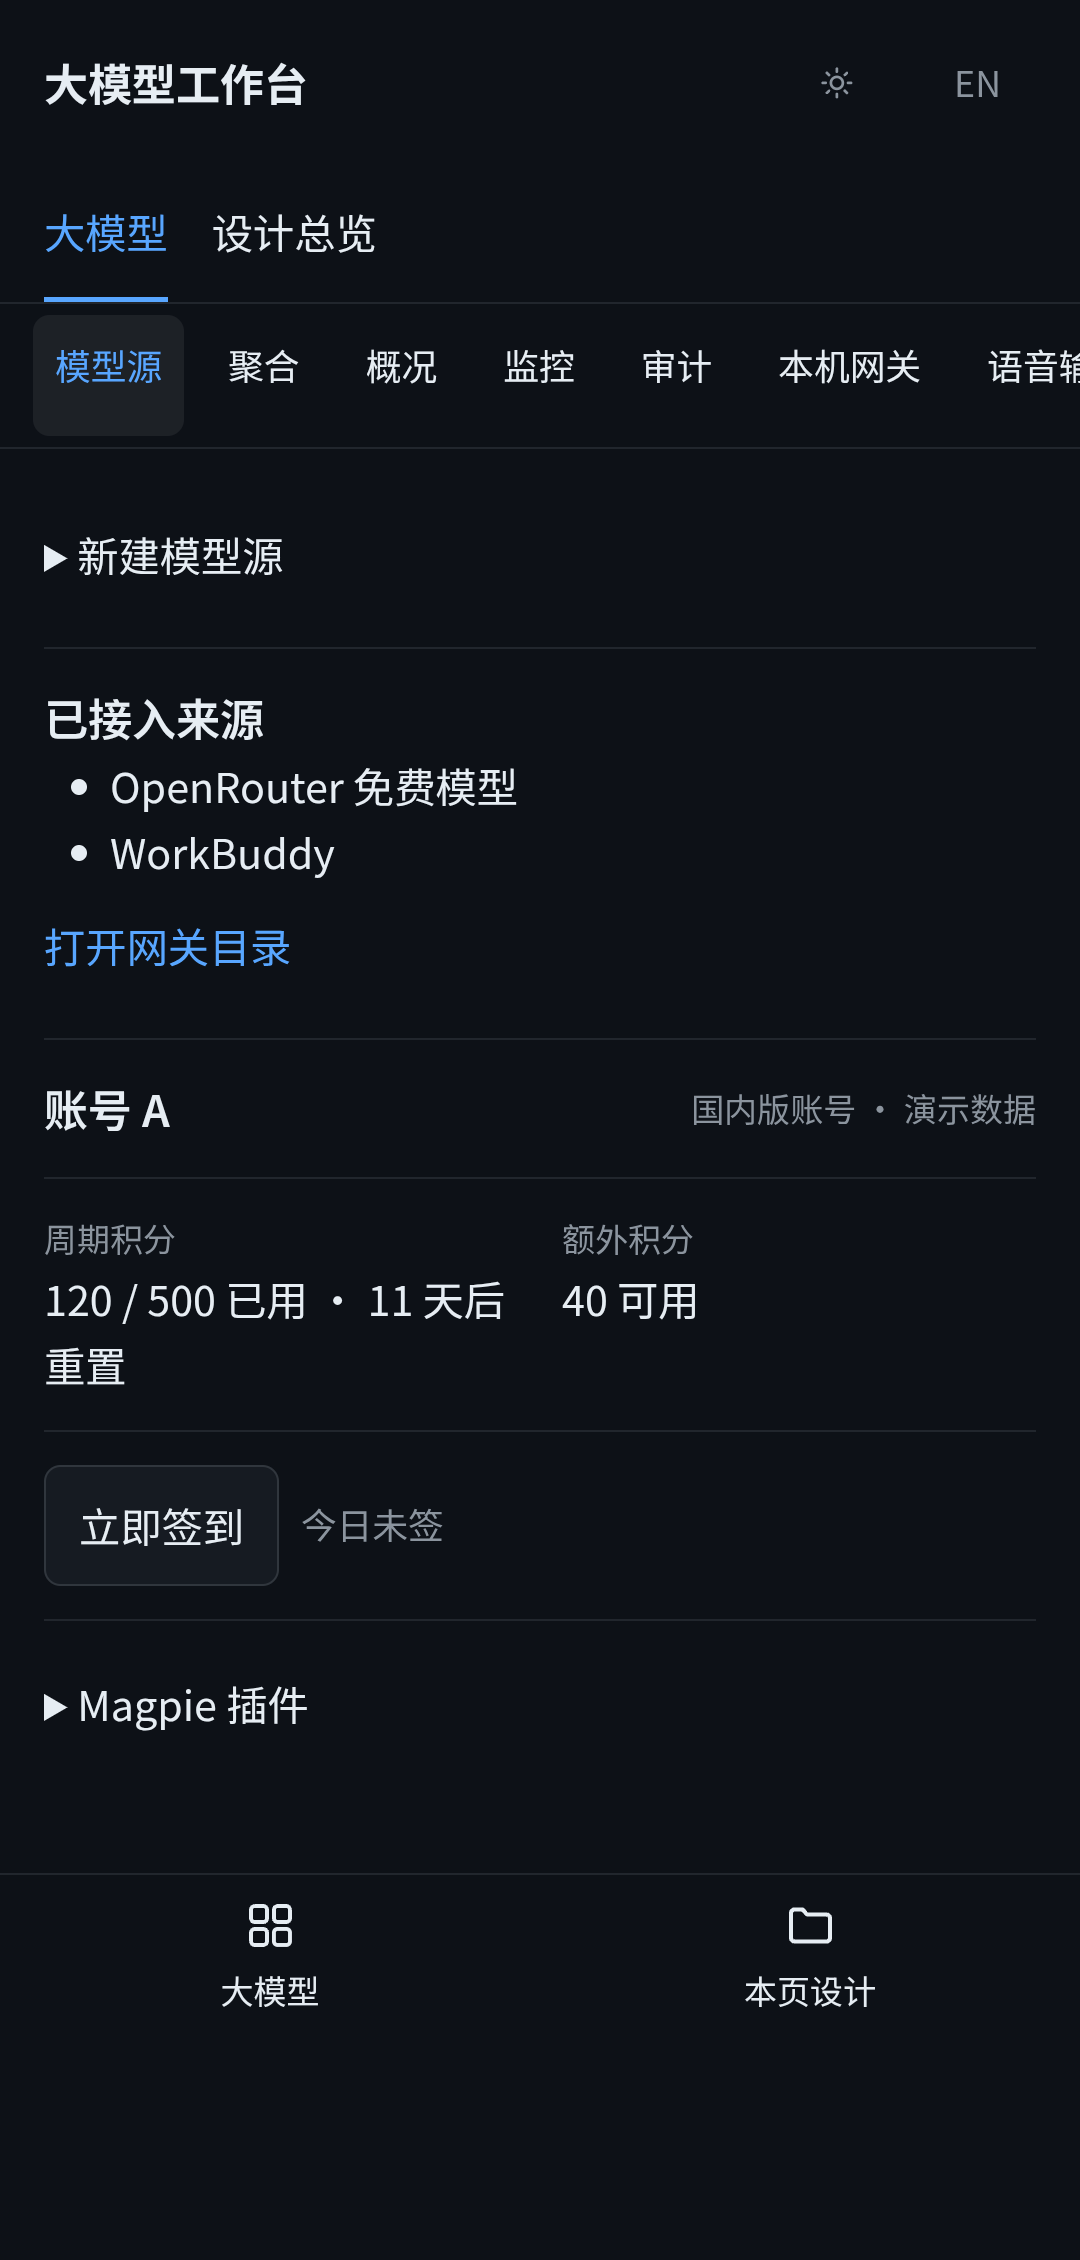 大模型工作台
EN
大模型 设计总览
模型源 聚合 概况 监控 审计 本机网关 语音输
新建模型源
已接入来源
OpenRouter 免费模型
WorkBuddy
打开网关目录
账号 A 国内版账号 · 演示数据
周期积分 额外积分
120 / 500 已用 · 11 天后 40 可用
重置
立即签到 今日未签
Magpie 插件
大模型 本页设计